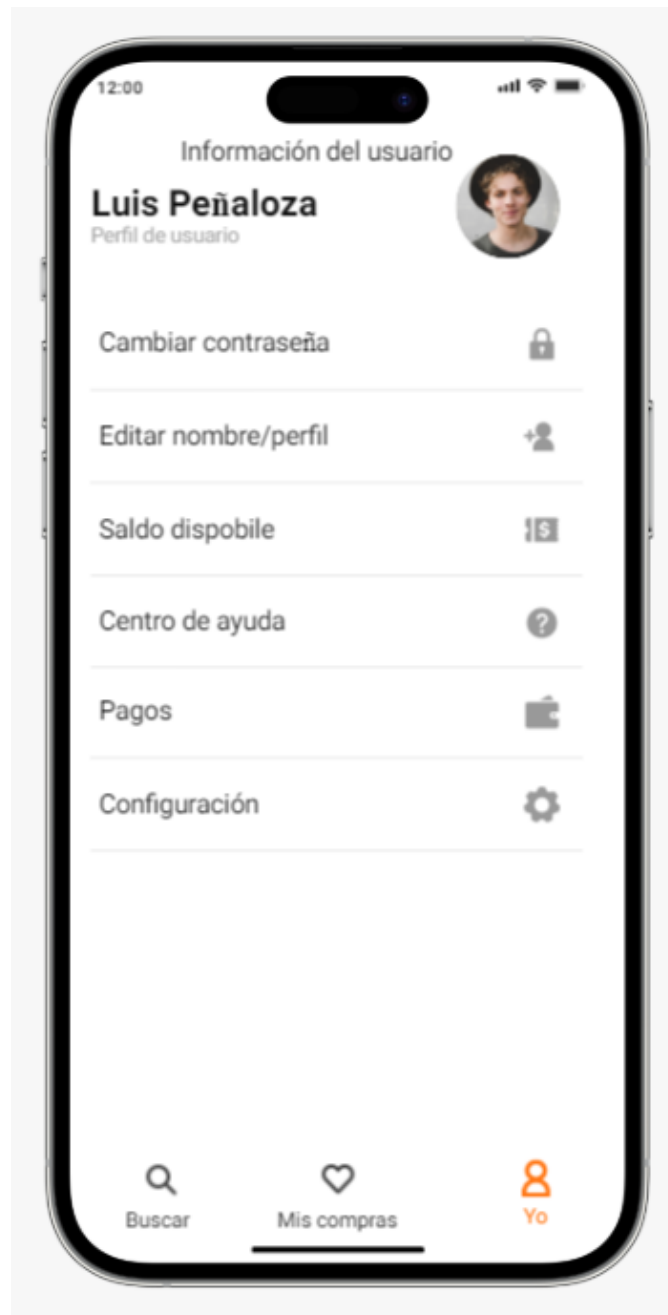 12:00
Información del usuario
Luis Peñaloza
Perfil de usuario
Cambiar contraseña
Editar nombre/perfil
Saldo dispobile
Centro de ayuda
Pagos
Configuración
Buscar
Mis compras
Yo